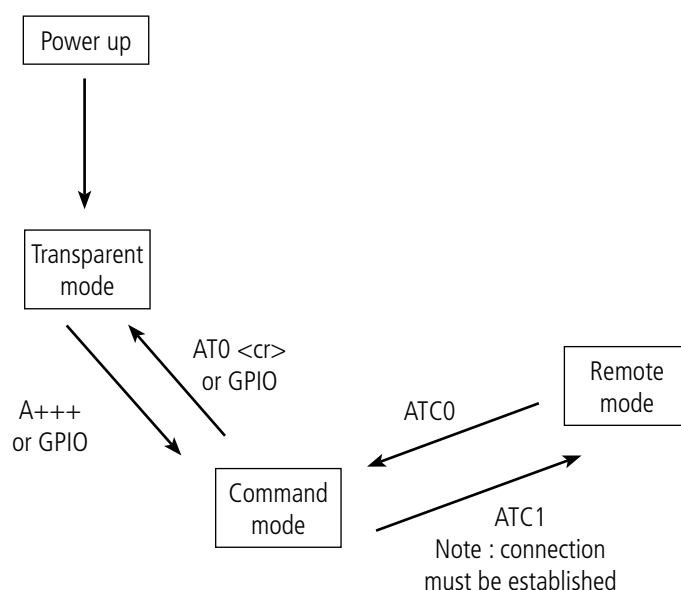 Power up
Transparent
mode
AT0 <cr>
or GPIO
A+++
or GPIO
Remote
mode
ATC0
Command
mode
ATC1
Note : connection
must be established